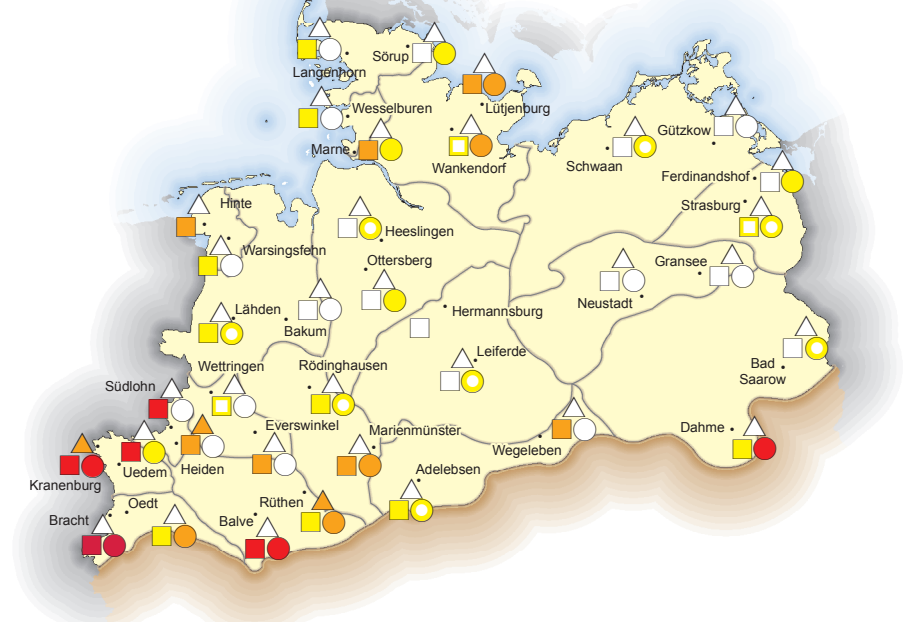 Sörup
Langenhorn
Wesselburen
Lütjenburg
Marne
Wankendorf
Gützkow
Schwaan
Ferdinandshof
Strasburg
Hinte
Heeslingen
Warsingsfehn
Ottersberg
Gransee
Neustadt
Lähden
Bakum
Hermannsburg
Leiferde
Bad
Saarow
Wettringen
Rödinghausen
Südlohn
Everswinkel
Marienmünster
Dahme
Wegeleben
Uedem
Heiden
Kranenburg
Adelebsen
Rüthen
Oedt
Bracht
Balve